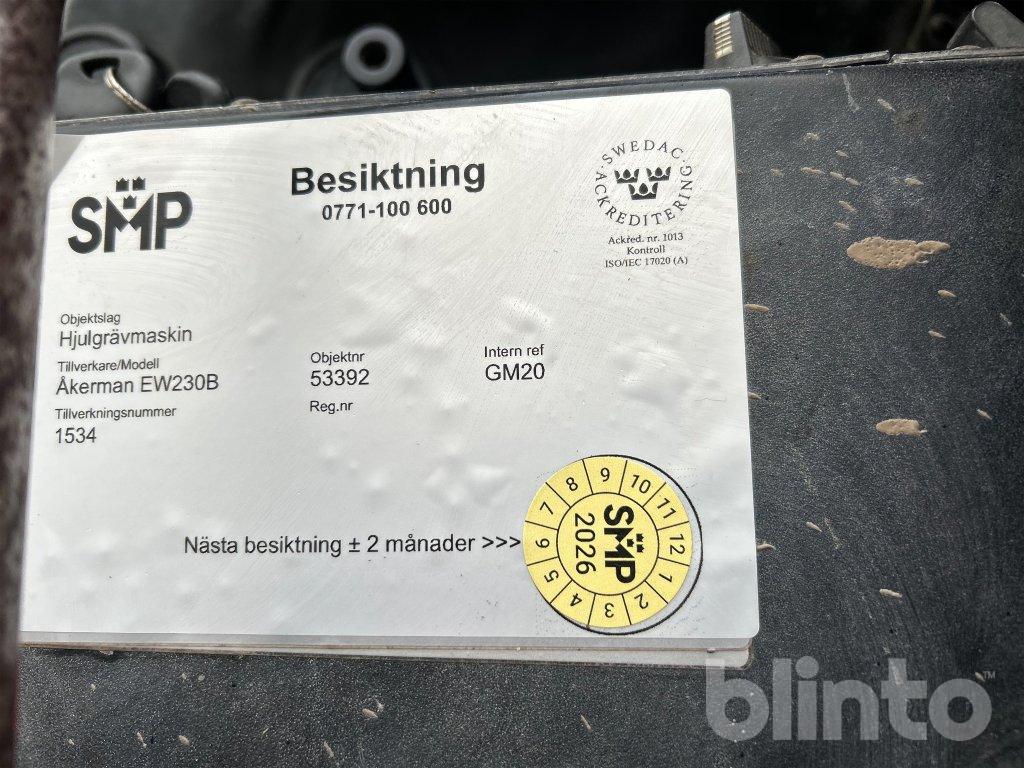 SMP
Besiktning
0771-100 600
SWEDAC
ACKREDITERING
Ackred. nr. 1013
Kontroll
ISO/IEC 17020 (A)
Objektslag
Hjulgrävmaskin
Tillverkare/Modell
Åkerman EW230B
Tillverkningsnummer
1534
Objektnr
53392
Reg.nr
Intern ref
GM20
Nästa besiktning ± 2 månader >>>
1 2 3 4 5 6 7 8 9 10 11 12
SMP
2026
blinto™